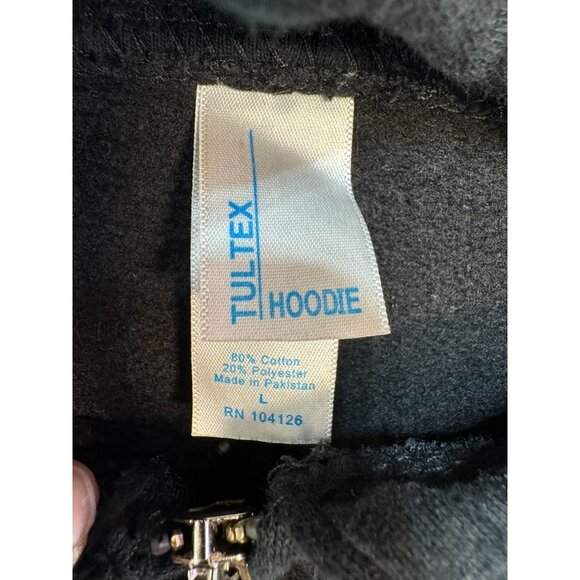 TULTEX
HOODIE
80% Cotton
20% Polyester
Made in Pakistan
L
RN 104126